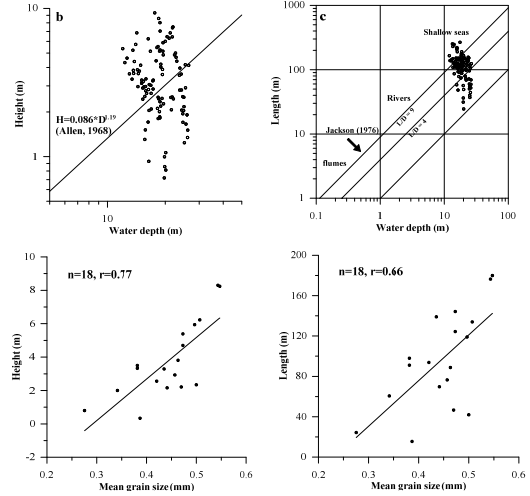 b
10
1
Height (m)
H=0.086*D^1.19
(Allen, 1968)
10
Water depth (m)
c
1000
100
10
1
Length (m)
Shallow seas
Rivers
L/D = 9
L/D = 4
Jackson (1976)
flumes
0.1
1
10
100
Water depth (m)
10
8
6
4
2
0
-2
Height (m)
n=18, r=0.77
0.2
0.3
0.4
0.5
0.6
Mean grain size(mm)
200
160
120
80
40
0
Length (m)
n=18, r=0.66
0.2
0.3
0.4
0.5
0.6
Mean grain size (mm)